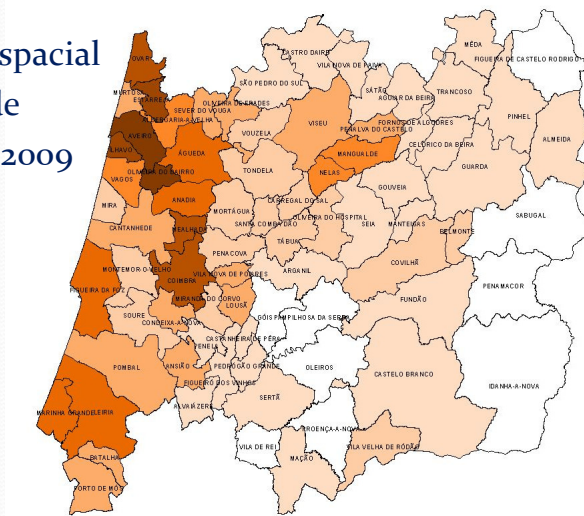 spacial
de
2009
OVAR
MURTOSA
ESTARREJA
ALBERGARIA-A-VELHA
SEVER DO VOUGA
OLIVEIRA DE FRADES
SÃO PEDRO DO SUL
CASTRO DAIRE
VILA NOVA DE PAIVA
MÊDA
FIGUEIRA DE CASTELO RODRIGO
SÁTÃO
AGUIAR DA BEIRA
TRANCOSO
PINHEL
ALMEIDA
AVEIRO
ÍLHAVO
ÁGUEDA
VOUZELA
VISEU
PENALVA DO CASTELO
FORNOS DE ALGODRES
CELORICO DA BEIRA
OLIVEIRA DO BAIRRO
VAGOS
TONDELA
MANGUALDE
NELAS
GUARDA
GOUVEIA
ANADIA
MIRA
MORTÁGUA
CARREGAL DO SAL
SANTA COMBA DÃO
OLIVEIRA DO HOSPITAL
SEIA
MANTEIGAS
BELMONTE
SABUGAL
CANTANHEDE
MEALHADA
TÁBUA
PENACOVA
COVILHÃ
MONTEMOR-O-VELHO
COIMBRA
VILA NOVA DE POIARES
ARGANIL
FIGUEIRA DA FOZ
MIRANDA DO CORVO
LOUSÃ
FUNDÃO
PENAMACOR
SOURE
CONDEIXA-A-NOVA
GÓIS
PAMPILHOSA DA SERRA
PENELA
CASTANHEIRA DE PÊRA
POMBAL
ANSIÃO
PEDRÓGÃO GRANDE
FIGUEIRÓ DOS VINHOS
OLEIROS
CASTELO BRANCO
IDANHA-A-NOVA
MARINHA GRANDE
LEIRIA
ALVAIÁZERE
SERTÃ
PROENÇA-A-NOVA
VILA DE REI
VILA VELHA DE RÓDÃO
BATALHA
MAÇÃO
PORTO DE MÓS